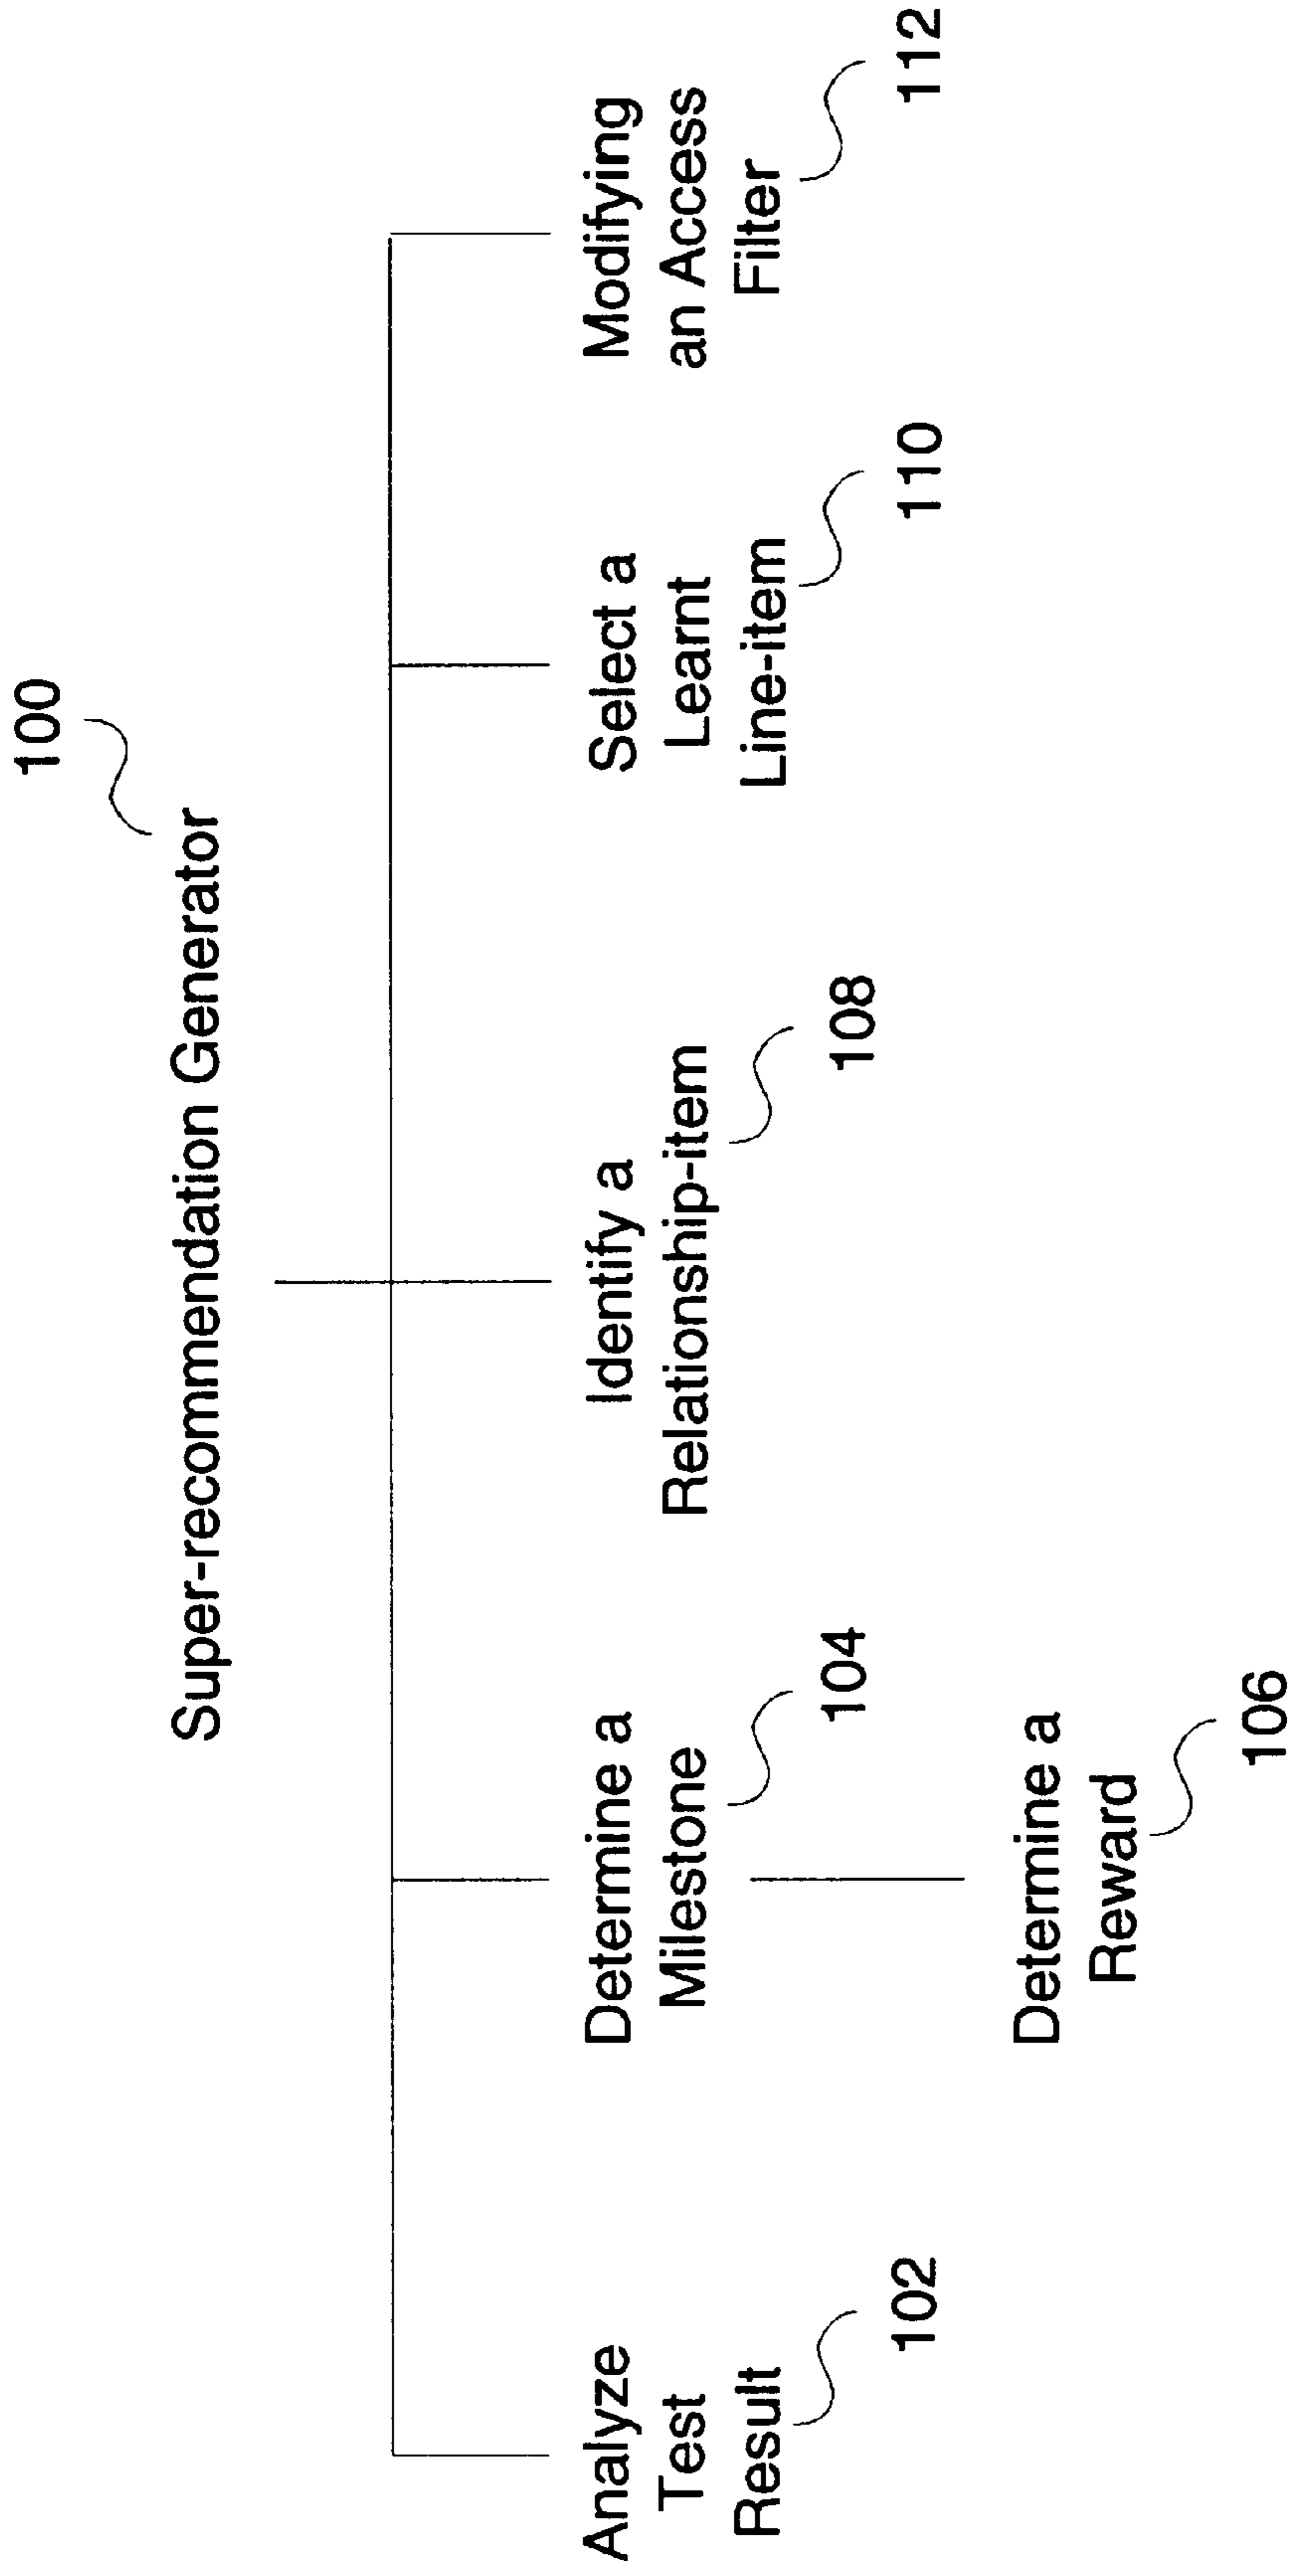 100
Super-recommendation Generator
Analyze
Test
Result
102
Determine a
Milestone
104
Determine a
Reward
106
Identify a
Relationship-item
108
Select a
Learnt
Line-item
110
Modifying
an Access
Filter
112